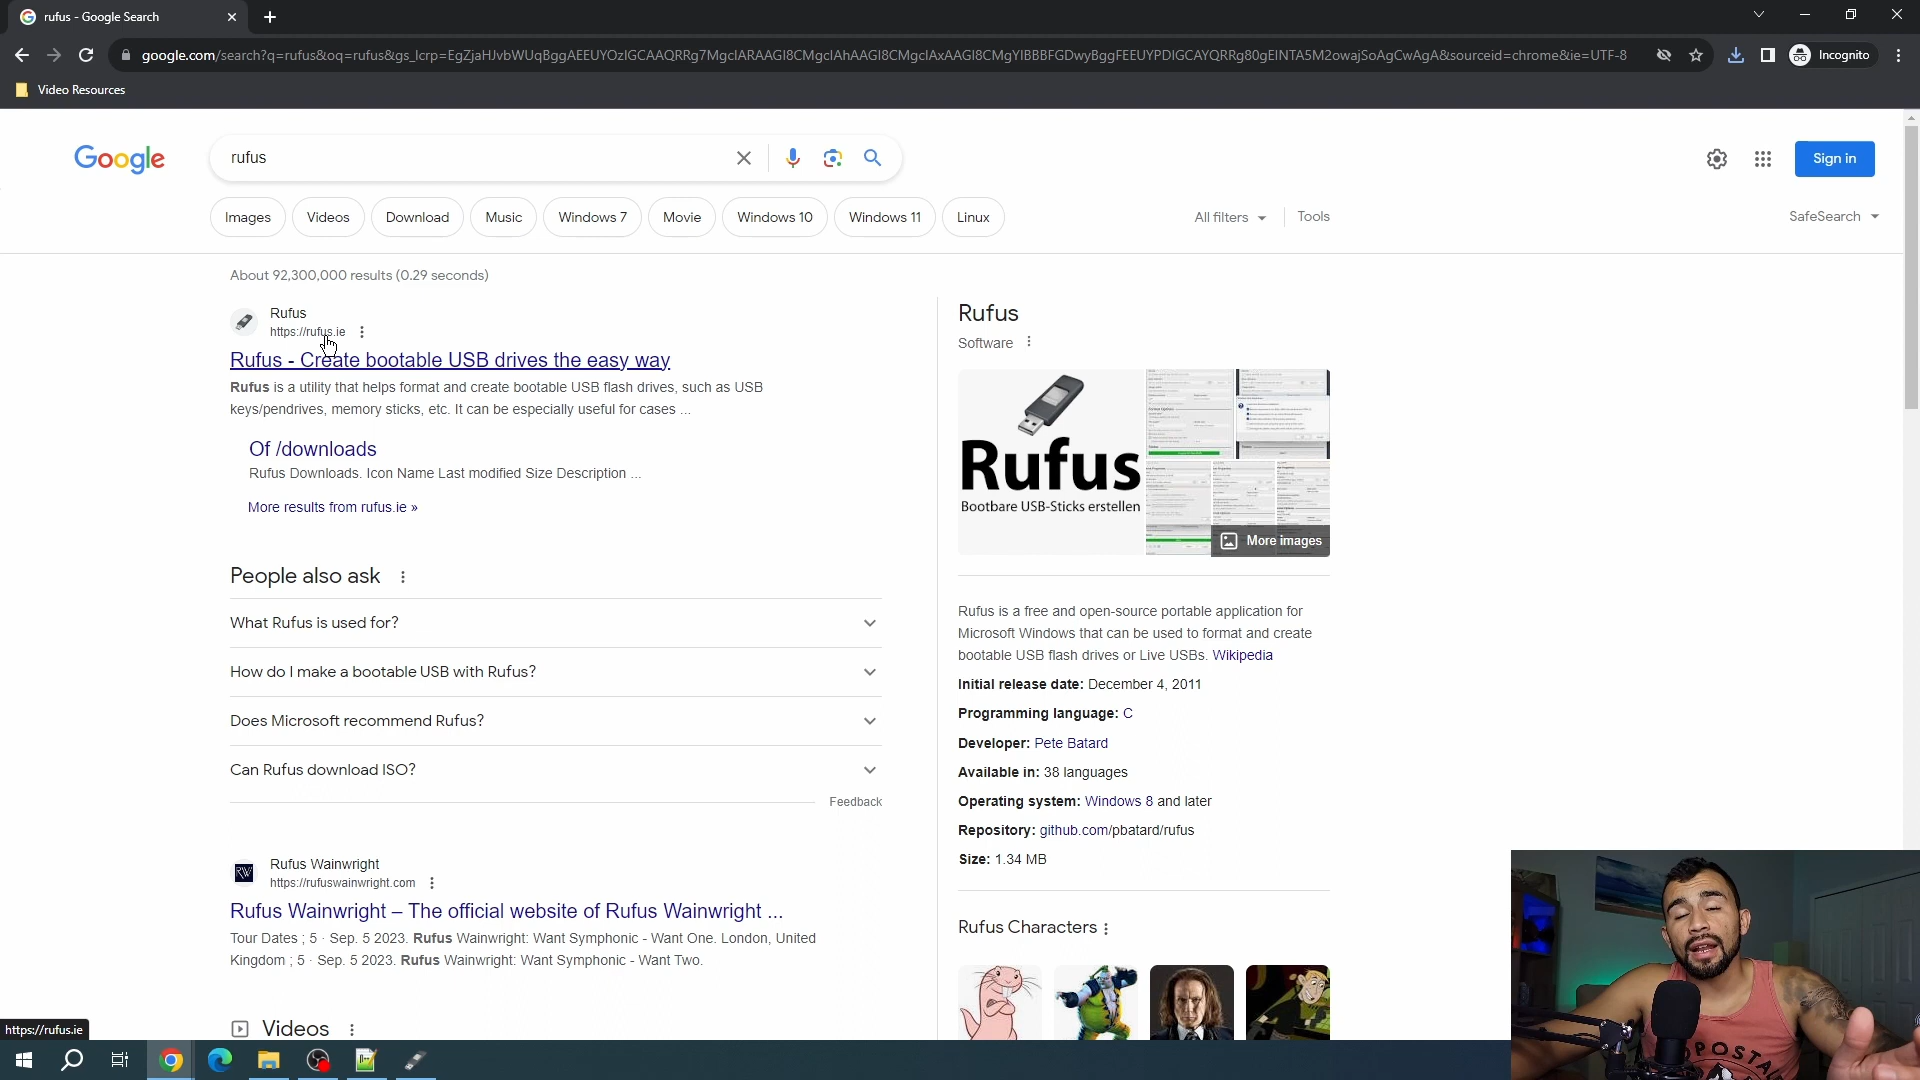 rufus - Google Search
google.com/search?q=rufus&oq=rufus&gs_lcrp=EgZjaHJvbWUqBggAEEUYOzIGCAAQRRg7MgcIARAAGI8CMgcIAhAAGI8CMgcIAxAAGI8CMgYIBBBFGDwyBggFEEUYPDIGCAYQRRg80gEINTA5M2owajSoAgCwAgA&sourceid=chrome&ie=UTF-8
Incognito
Video Resources
Google
rufus
Sign in
Images
Videos
Download
Music
Windows 7
Movie
Windows 10
Windows 11
Linux
All filters
Tools
SafeSearch
About 92,300,000 results (0.29 seconds)
Rufus
https://rufus.ie
Rufus - Create bootable USB drives the easy way
Rufus is a utility that helps format and create bootable USB flash drives, such as USB
keys/pendrives, memory sticks, etc. It can be especially useful for cases ...
Of /downloads
Rufus Downloads. Icon Name Last modified Size Description ...
More results from rufus.ie »
People also ask
What Rufus is used for?
How do I make a bootable USB with Rufus?
Does Microsoft recommend Rufus?
Can Rufus download ISO?
Feedback
Rufus Wainwright
https://rufuswainwright.com
Rufus Wainwright – The official website of Rufus Wainwright ...
Tour Dates ; 5 · Sep. 5 2023. Rufus Wainwright: Want Symphonic - Want One. London, United
Kingdom ; 5 · Sep. 5 2023. Rufus Wainwright: Want Symphonic - Want Two.
Videos
https://rufus.ie
Rufus
Software
Rufus
Bootbare USB-Sticks erstellen
More images
Rufus is a free and open-source portable application for
Microsoft Windows that can be used to format and create
bootable USB flash drives or Live USBs. Wikipedia
Initial release date: December 4, 2011
Programming language: C
Developer: Pete Batard
Available in: 38 languages
Operating system: Windows 8 and later
Repository: github.com/pbatard/rufus
Size: 1.34 MB
Rufus Characters
RW